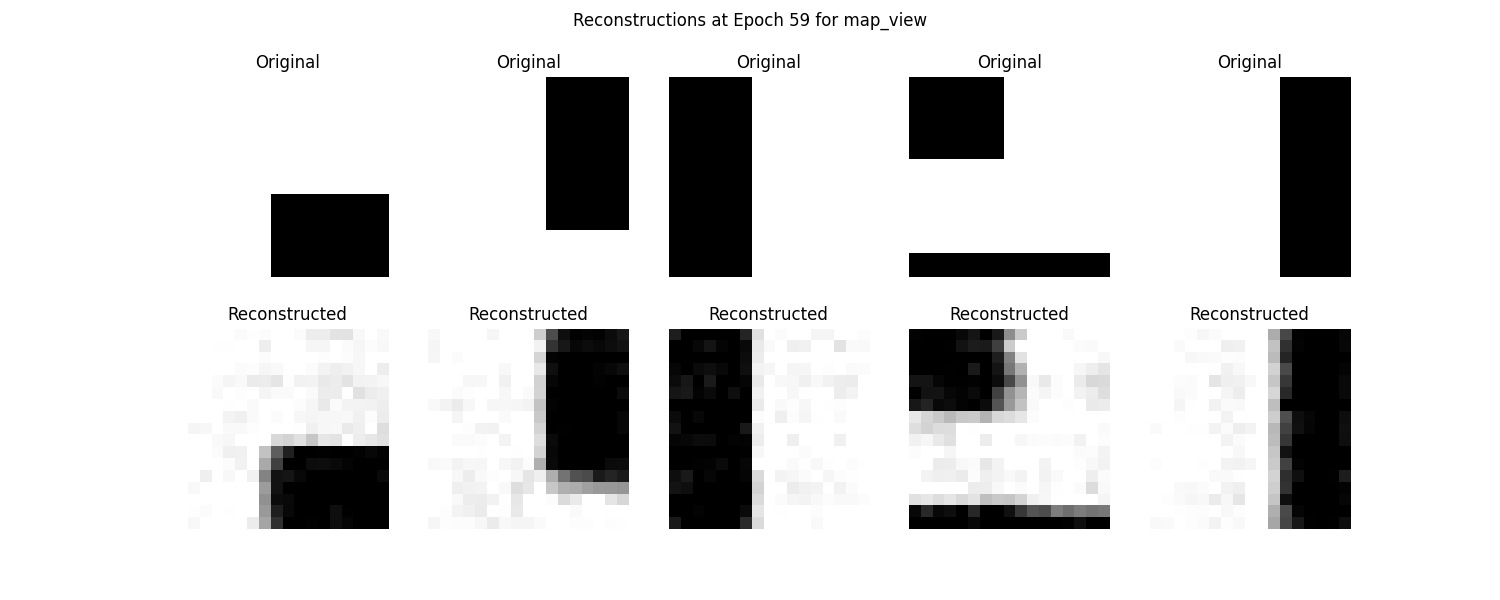 Reconstructions at Epoch 59 for map_view
Original Original Original Original Original
Reconstructed Reconstructed Reconstructed Reconstructed Reconstructed